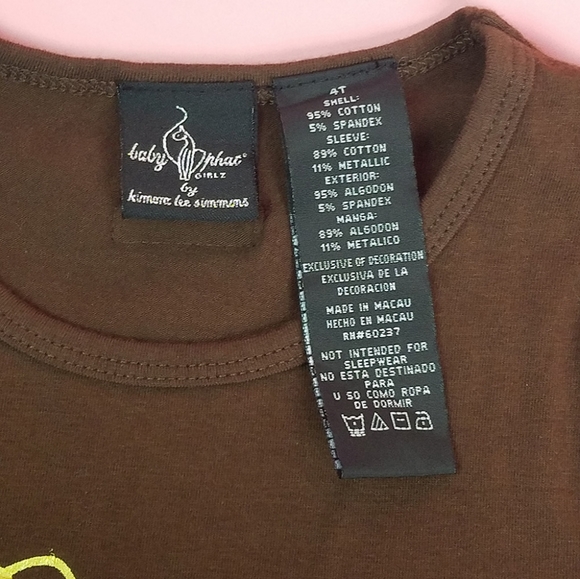 baby phat®
GIRLZ
by
kimora lee simmons
4T
SHELL:
95% COTTON
5% SPANDEX
SLEEVE:
89% COTTON
11% METALLIC
EXTERIOR:
95% ALGODON
5% SPANDEX
MANGA:
89% ALGODON
11% METALICO
EXCLUSIVE OF DECORATION
EXCLUSIVA DE LA
DECORACION
MADE IN MACAU
HECHO EN MACAU
RN#60237
NOT INTENDED FOR
SLEEPWEAR
NO ESTA DESTINADO
PARA
U SO COMO ROPA
DE DORMIR